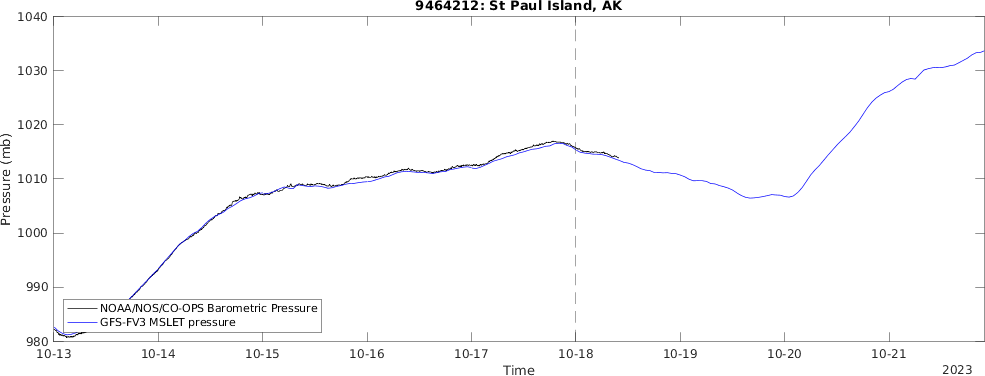 9464212: St Paul Island, AK
Pressure (mb)
1040
1030
1020
1010
1000
990
980
NOAA/NOS/CO-OPS Barometric Pressure
GFS-FV3 MSLET pressure
10-13 10-14 10-15 10-16 10-17 10-18 10-19 10-20 10-21
Time
2023